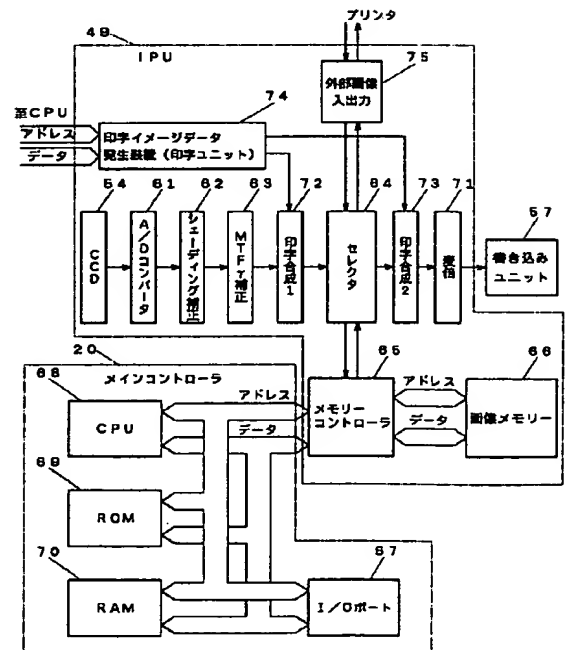 プリンタ
49
IPU
75
外部画像
入出力
74
至CPU
アドレス
データ
印字イメージデータ
発生装置(印字ユニット)
54
61
62
63
72
64
73
71
57
CCD
A/Dコンバータ
シェーディング補正
MTFγ補正
印字合成1
セレクタ
印字合成2
変倍
書き込み
ユニット
20
メインコントローラ
65
66
68
CPU
アドレス
データ
メモリー
コントローラ
アドレス
データ
画像メモリー
69
ROM
70
RAM
67
I/Oポート